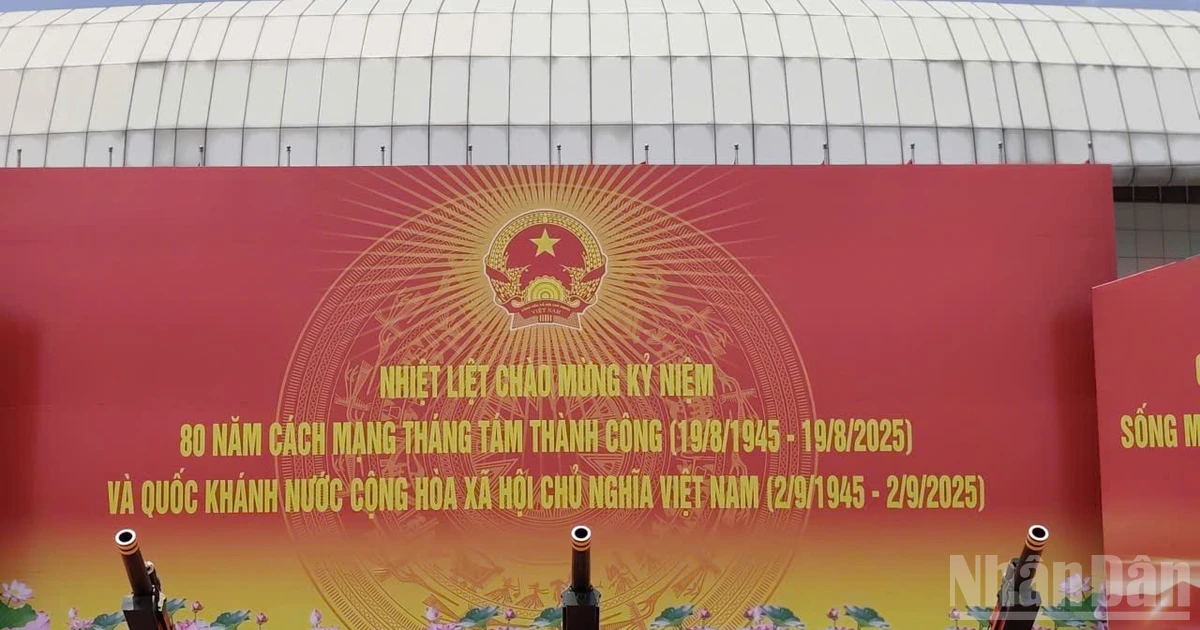 VIỆT NAM
NHIỆT LIỆT CHÀO MỪNG KỶ NIỆM
80 NĂM CÁCH MẠNG THÁNG TÁM THÀNH CÔNG (19/8/1945 - 19/8/2025)
VÀ QUỐC KHÁNH NƯỚC CỘNG HÒA XÃ HỘI CHỦ NGHĨA VIỆT NAM (2/9/1945 - 2/9/2025)
SỐNG
NhânDân
NhânDân